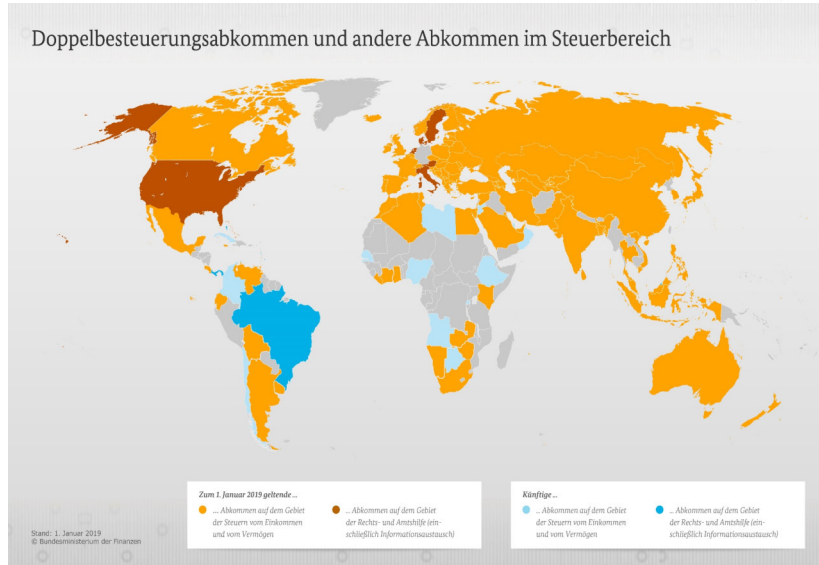 Doppelbesteuerungsabkommen und andere Abkommen im Steuerbereich
Zum 1. Januar 2019 geltende ...
... Abkommen auf dem Gebiet
der Steuern vom Einkommen
und vom Vermögen
.. Abkommen auf dem Gebiet
der Rechts- und Amtshilfe (ein-
schließlich Informationsaustausch)
Künftige ...
.. Abkommen auf dem Gebiet
der Steuern vom Einkommen
und vom Vermögen
.. Abkommen auf dem Gebiet
der Rechts- und Amtshilfe (ein-
schließlich Informationsaustausch)
Stand: 1. Januar 2019
© Bundesministerium der Finanzen